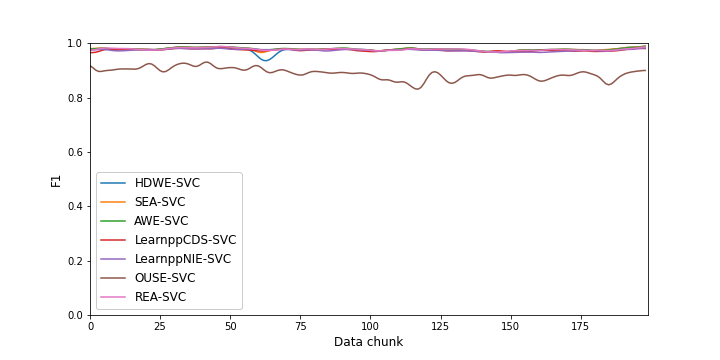 1.0
0.8
0.6
0.4
0.2
0.0
F1
HDWE-SVC
SEA-SVC
AWE-SVC
LearnppCDS-SVC
LearnppNIE-SVC
OUSE-SVC
REA-SVC
0 25 50 75 100 125 150 175
Data chunk